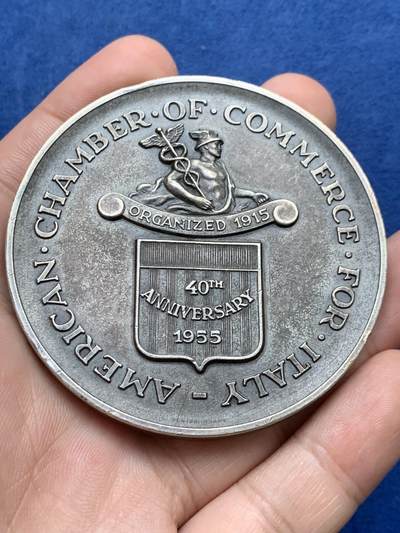 AMERICAN · CHAMBER · OF · COMMERCE · FOR · ITALY -
ORGANIZED 1915
40TH
ANNIVERSARY
1955